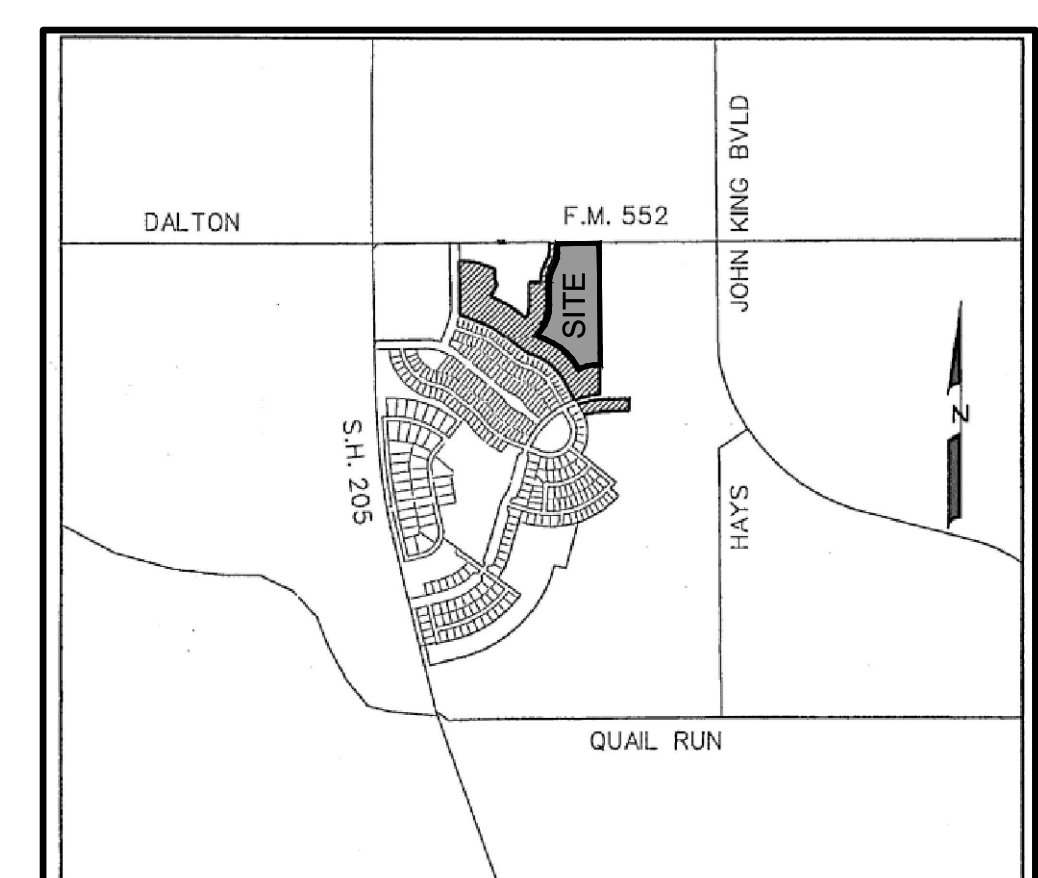 JOHN KING BVLD
DALTON
F.M. 552
SITE
N
S.H. 205
HAYS
QUAIL RUN